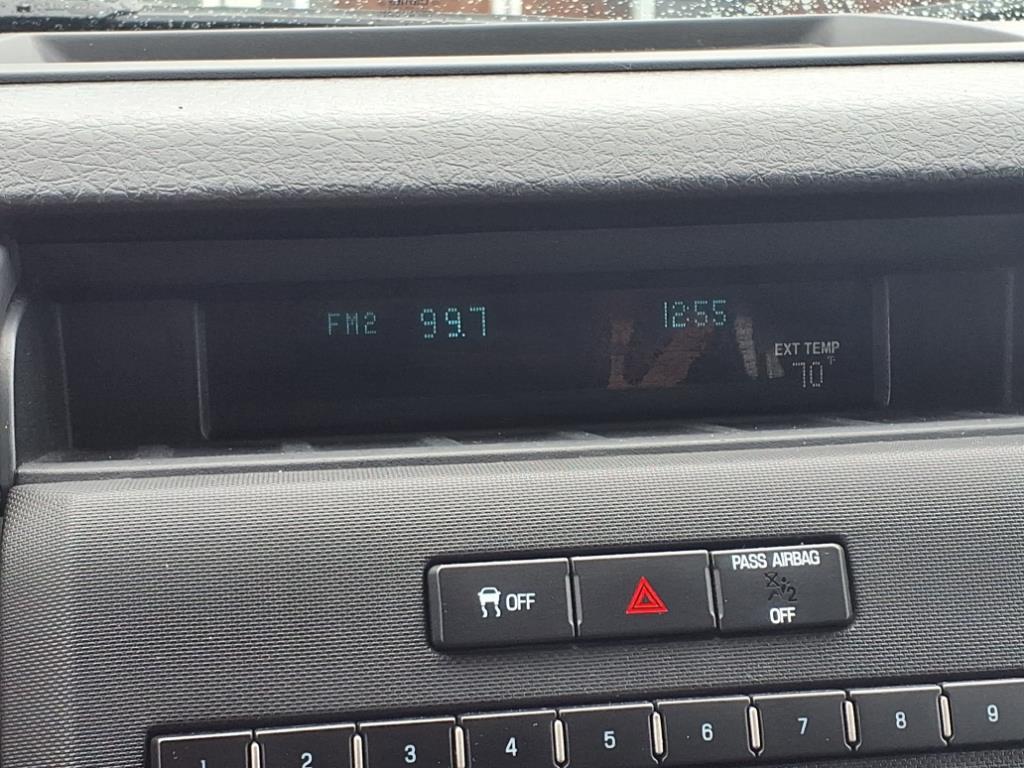 FM2 99.7 12:55
EXT TEMP
70°F
PASS AIRBAG
OFF
2
OFF
1 2 3 4 5 6 7 8 9